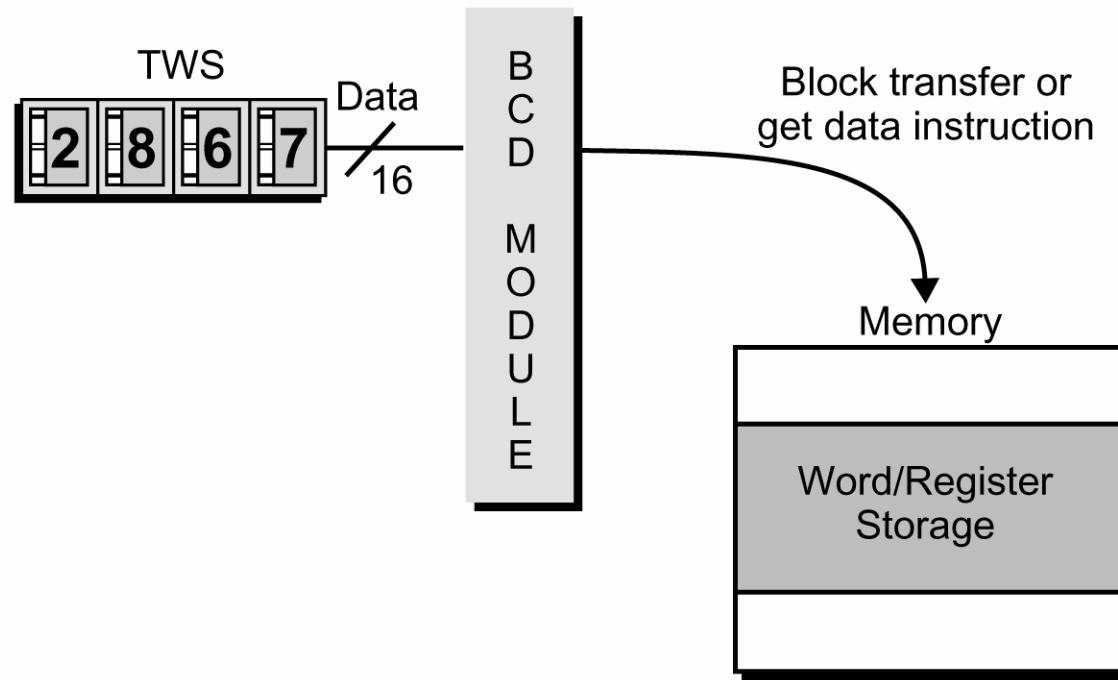 TWS
2 8 6 7
Data
16
B
C
D
M
O
D
U
L
E
Block transfer or
get data instruction
Memory
Word/Register
Storage